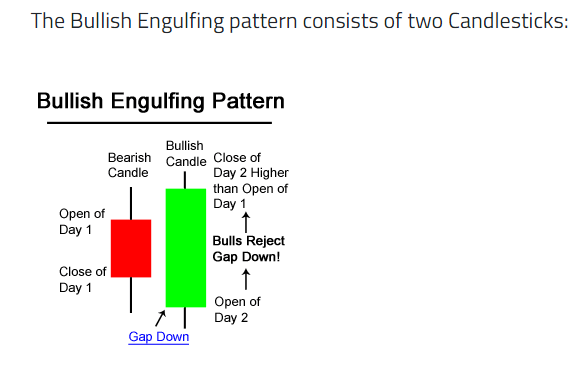 The Bullish Engulfing pattern consists of two Candlesticks:
Bullish Engulfing Pattern
Bearish
Candle
Bullish
Candle
Close of
Day 2 Higher
than Open of
Day 1
Open of
Day 1
Bulls Reject
Gap Down!
Close of
Day 1
Open of
Day 2
Gap Down